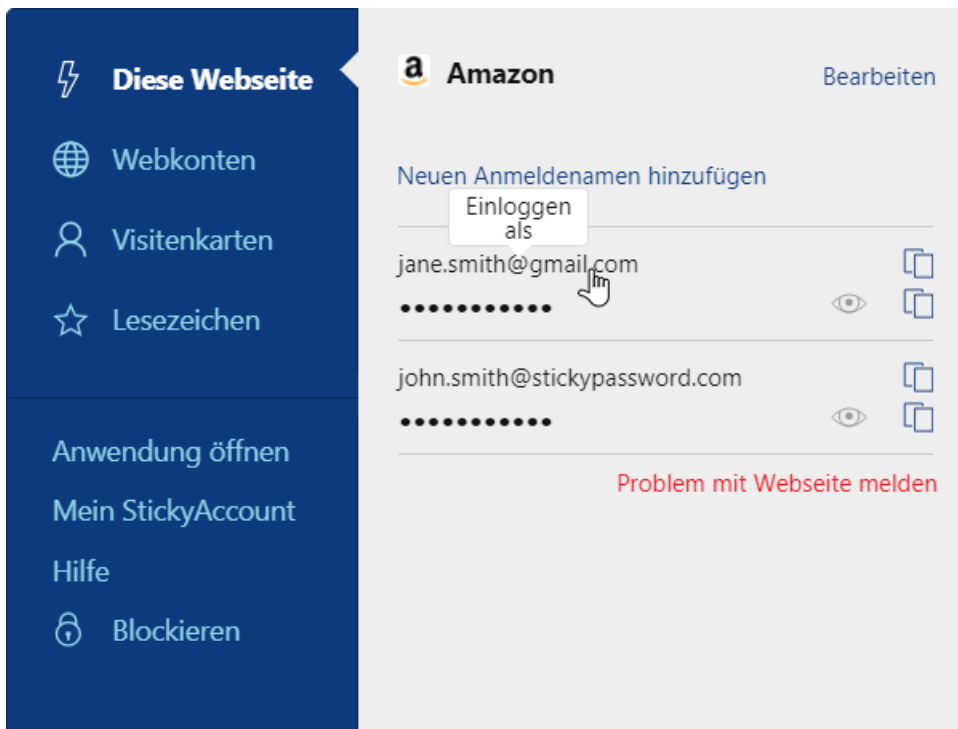 Diese Webseite
Webkonten
Visitenkarten
Lesezeichen
Anwendung öffnen
Mein StickyAccount
Hilfe
Blockieren
a Amazon
Bearbeiten
Neuen Anmeldenamen hinzufügen
Einloggen
als
jane.smith@gmail.com
•••••••••••
john.smith@stickypassword.com
•••••••••••
Problem mit Webseite melden